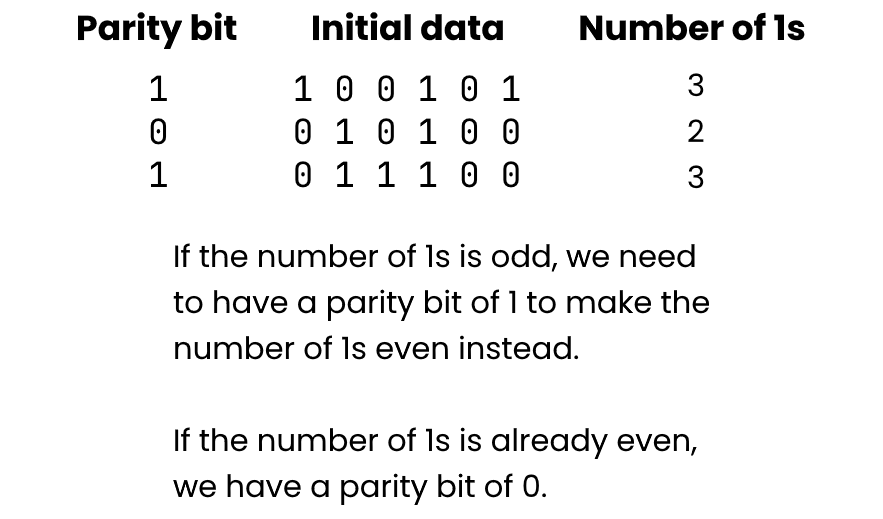 Parity bit Initial data Number of 1s
1 1 0 0 1 0 1 3
0 0 1 0 1 0 0 2
1 0 1 1 1 0 0 3
If the number of 1s is odd, we need
to have a parity bit of 1 to make the
number of 1s even instead.
If the number of 1s is already even,
we have a parity bit of 0.